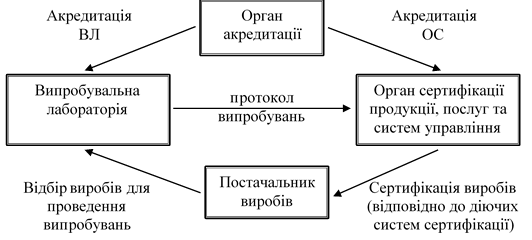 Акредитація
ВЛ
Орган
акредитації
Акредитація
ОС
Випробувальна
лабораторія
протокол
випробувань
Орган сертифікації
продукції, послуг та
систем управління
Відбір виробів для
проведення
випробувань
Постачальник
виробів
Сертифікація виробів
(відповідно до діючих
систем сертифікації)